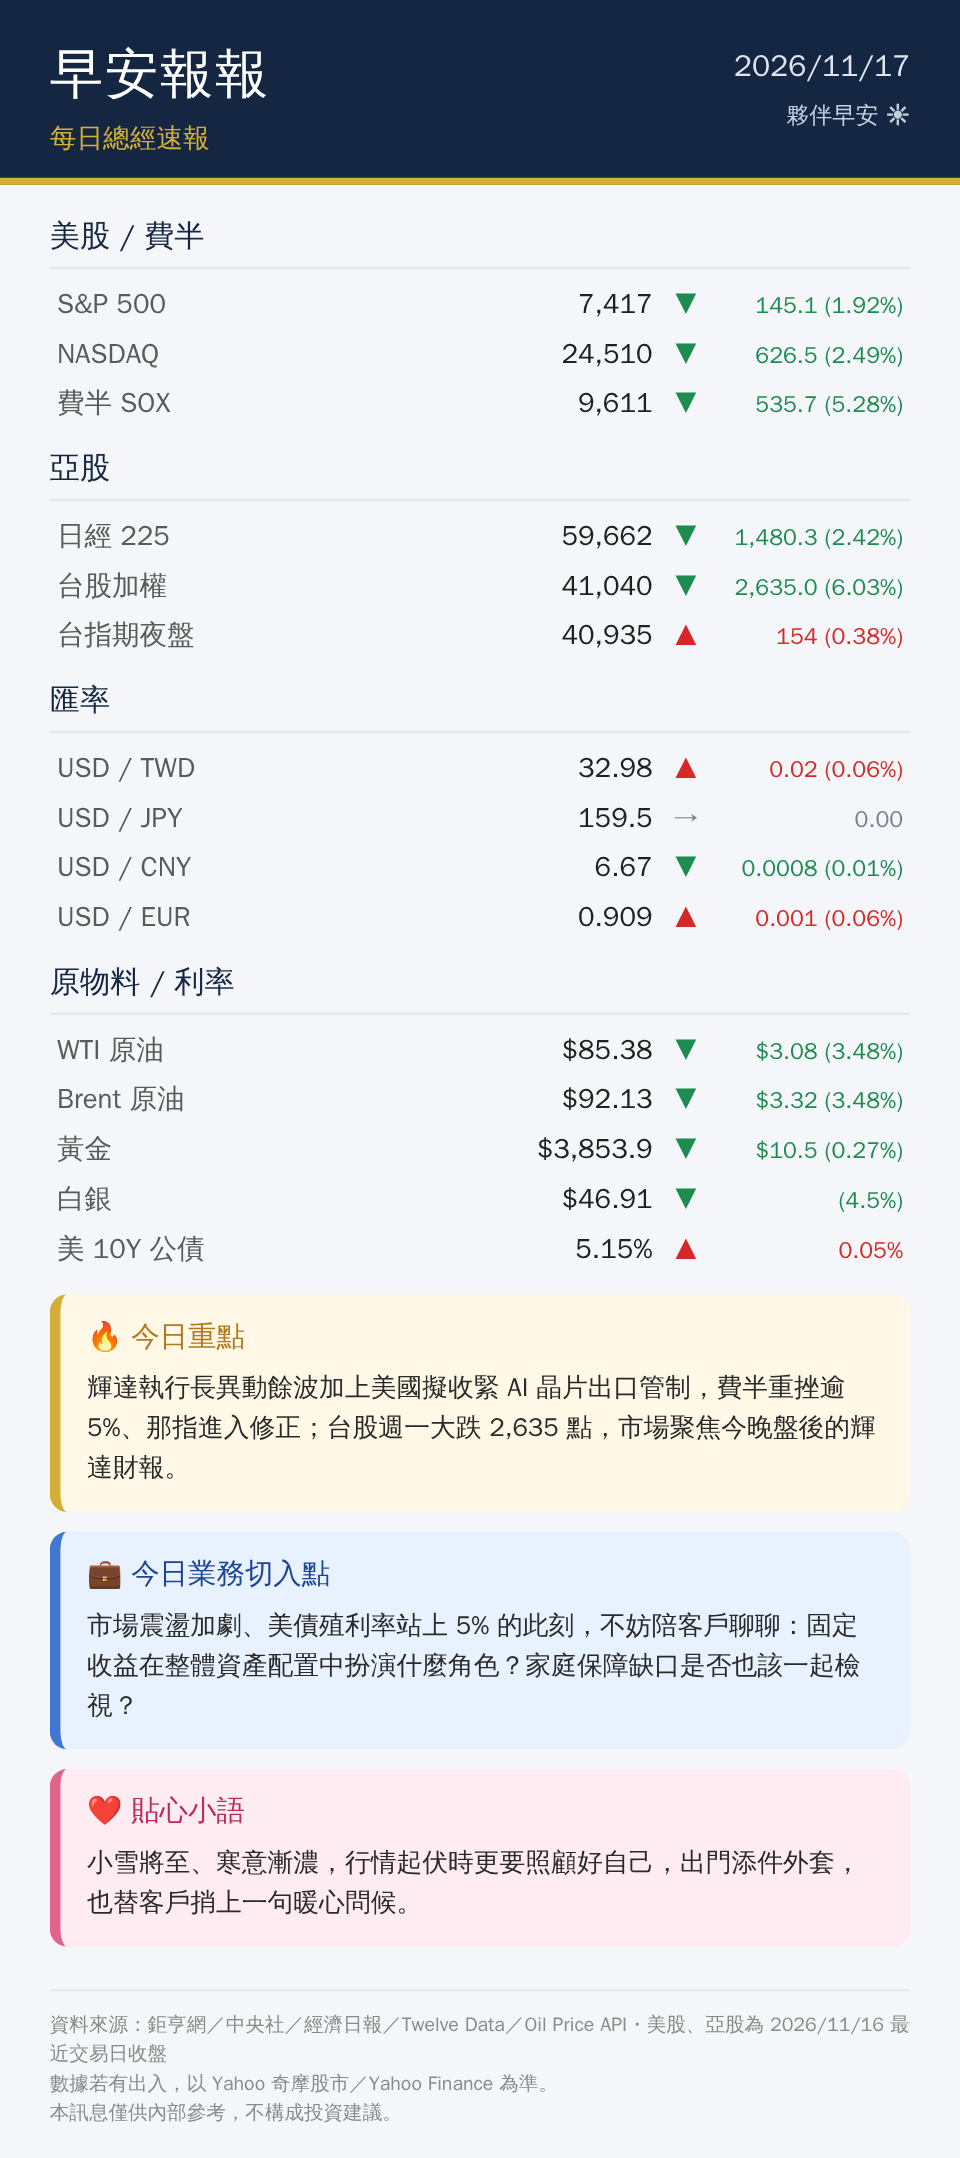 早安報報
2026/11/17
每日總經速報
夥伴早安 ☀
美股 / 費半
S&P 500 7,417 ▼ 145.1 (1.92%)
NASDAQ 24,510 ▼ 626.5 (2.49%)
費半 SOX 9,611 ▼ 535.7 (5.28%)
亞股
日經 225 59,662 ▼ 1,480.3 (2.42%)
台股加權 41,040 ▼ 2,635.0 (6.03%)
台指期夜盤 40,935 ▲ 154 (0.38%)
匯率
USD / TWD 32.98 ▲ 0.02 (0.06%)
USD / JPY 159.5 → 0.00
USD / CNY 6.67 ▼ 0.0008 (0.01%)
USD / EUR 0.909 ▲ 0.001 (0.06%)
原物料 / 利率
WTI 原油 $85.38 ▼ $3.08 (3.48%)
Brent 原油 $92.13 ▼ $3.32 (3.48%)
黃金 $3,853.9 ▼ $10.5 (0.27%)
白銀 $46.91 ▼ (4.5%)
美 10Y 公債 5.15% ▲ 0.05%
🔥 今日重點
輝達執行長異動餘波加上美國擬收緊 AI 晶片出口管制，費半重挫逾
5%、那指進入修正；台股週一大跌 2,635 點，市場聚焦今晚盤後的輝
達財報。
💼 今日業務切入點
市場震盪加劇、美債殖利率站上 5% 的此刻，不妨陪客戶聊聊：固定
收益在整體資產配置中扮演什麼角色？家庭保障缺口是否也該一起檢
視？
❤️ 貼心小語
小雪將至、寒意漸濃，行情起伏時更要照顧好自己，出門添件外套，
也替客戶捎上一句暖心問候。
資料來源：鉅亨網／中央社／經濟日報／Twelve Data／Oil Price API・美股、亞股為 2026/11/16 最
近交易日收盤
數據若有出入，以 Yahoo 奇摩股市／Yahoo Finance 為準。
本訊息僅供內部參考，不構成投資建議。